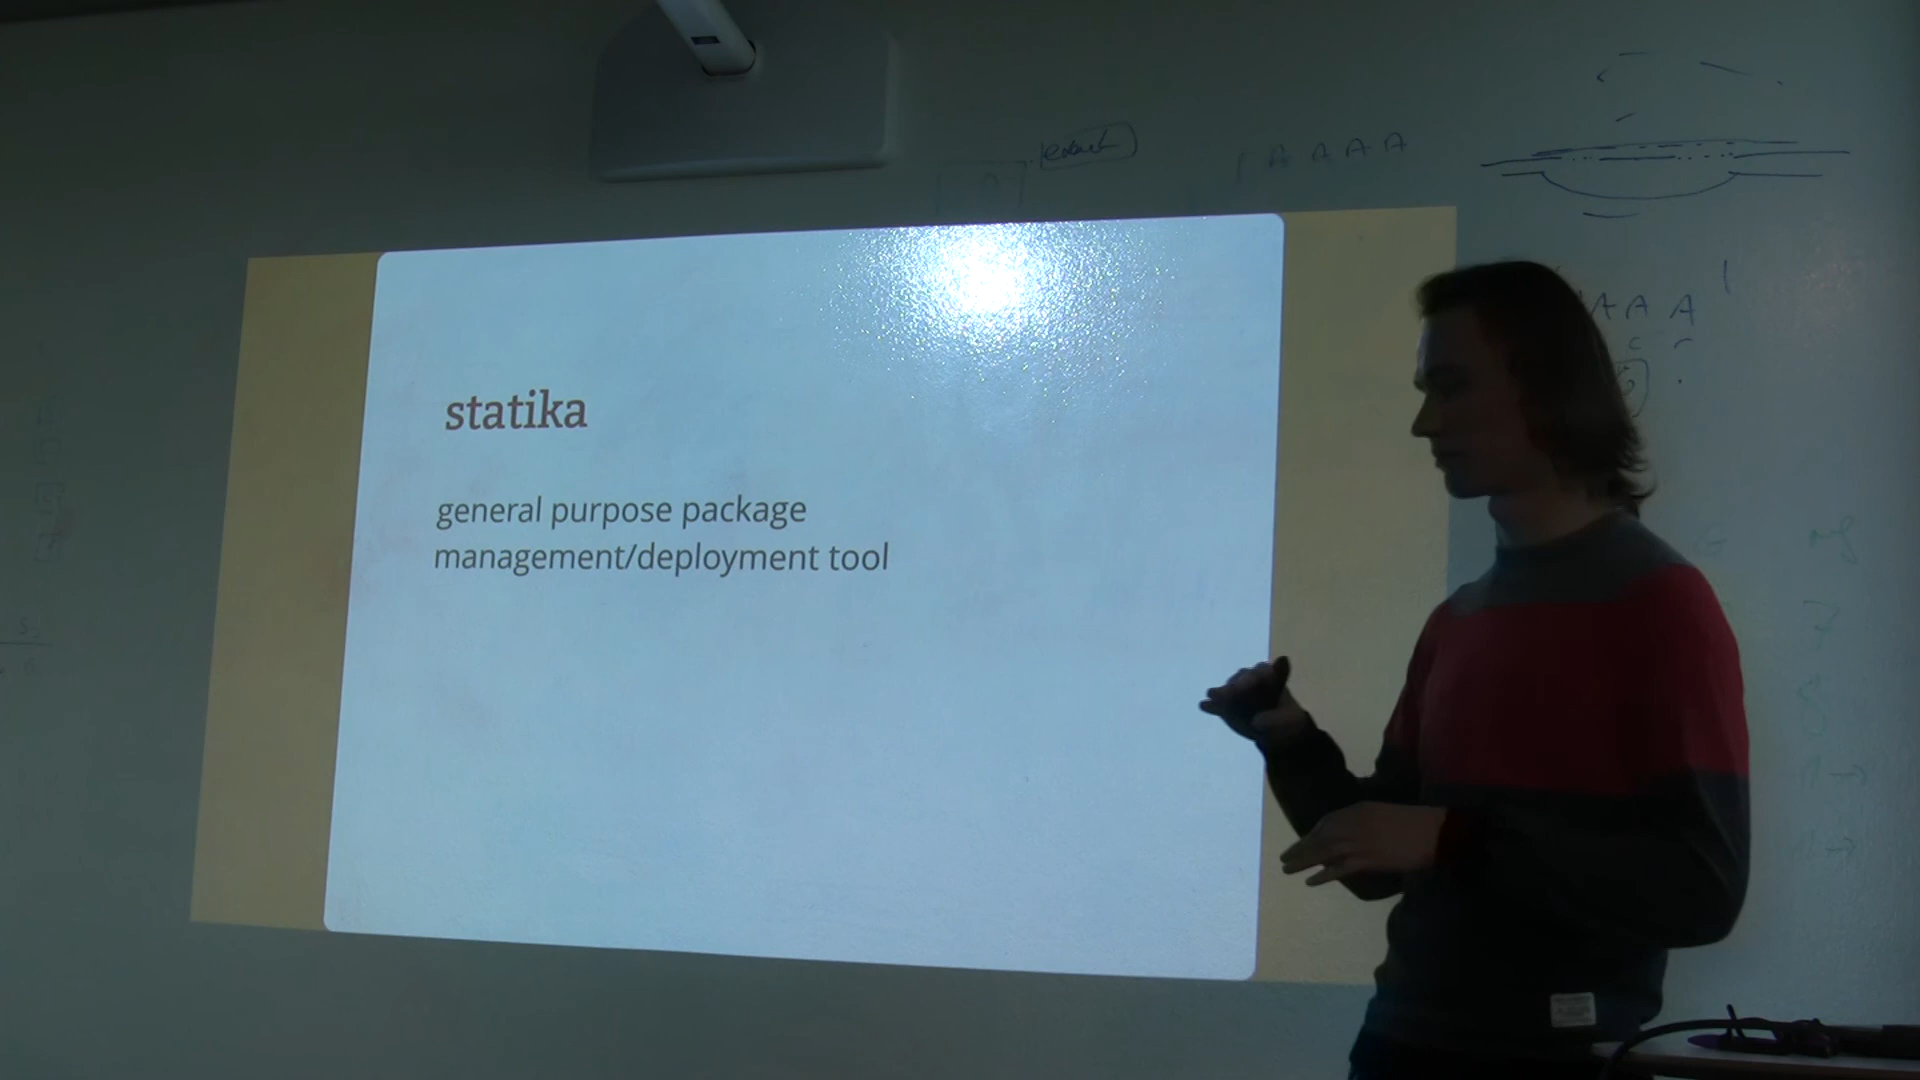 A A A A
statika
general purpose package
management/deployment tool
A A A